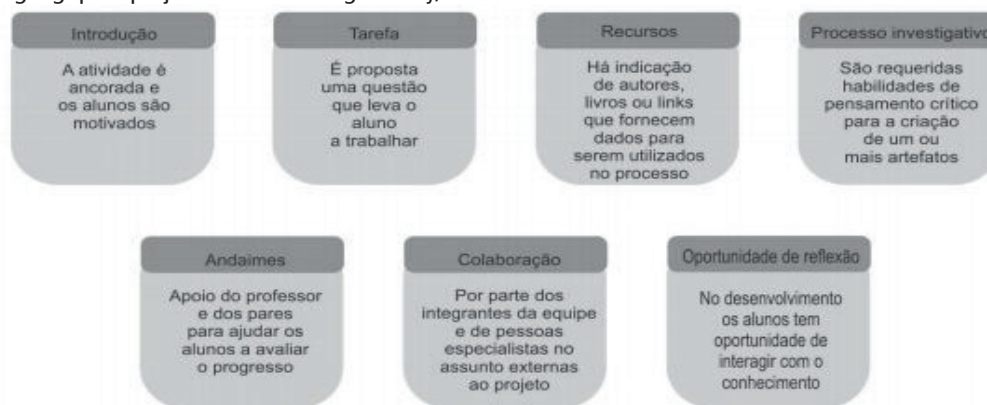 Introdução
A atividade é
ancorada e
os alunos são
motivados
Tarefa
É proposta
uma questão
que leva o
aluno
a trabalhar
Recursos
Há indicação
de autores,
livros ou links
que fornecem
dados para
serem utilizados
no processo
Processo investigativo
São requeridas
habilidades de
pensamento crítico
para a criação
de um ou
mais artefatos
Andaimes
Apoio do professor
e dos pares
para ajudar os
alunos a avaliar
o progresso
Colaboração
Por parte dos
integrantes da equipe
e de pessoas
especialistas no
assunto externas
ao projeto
Oportunidade de reflexão
No desenvolvimento
os alunos tem
oportunidade de
interagir com o
conhecimento